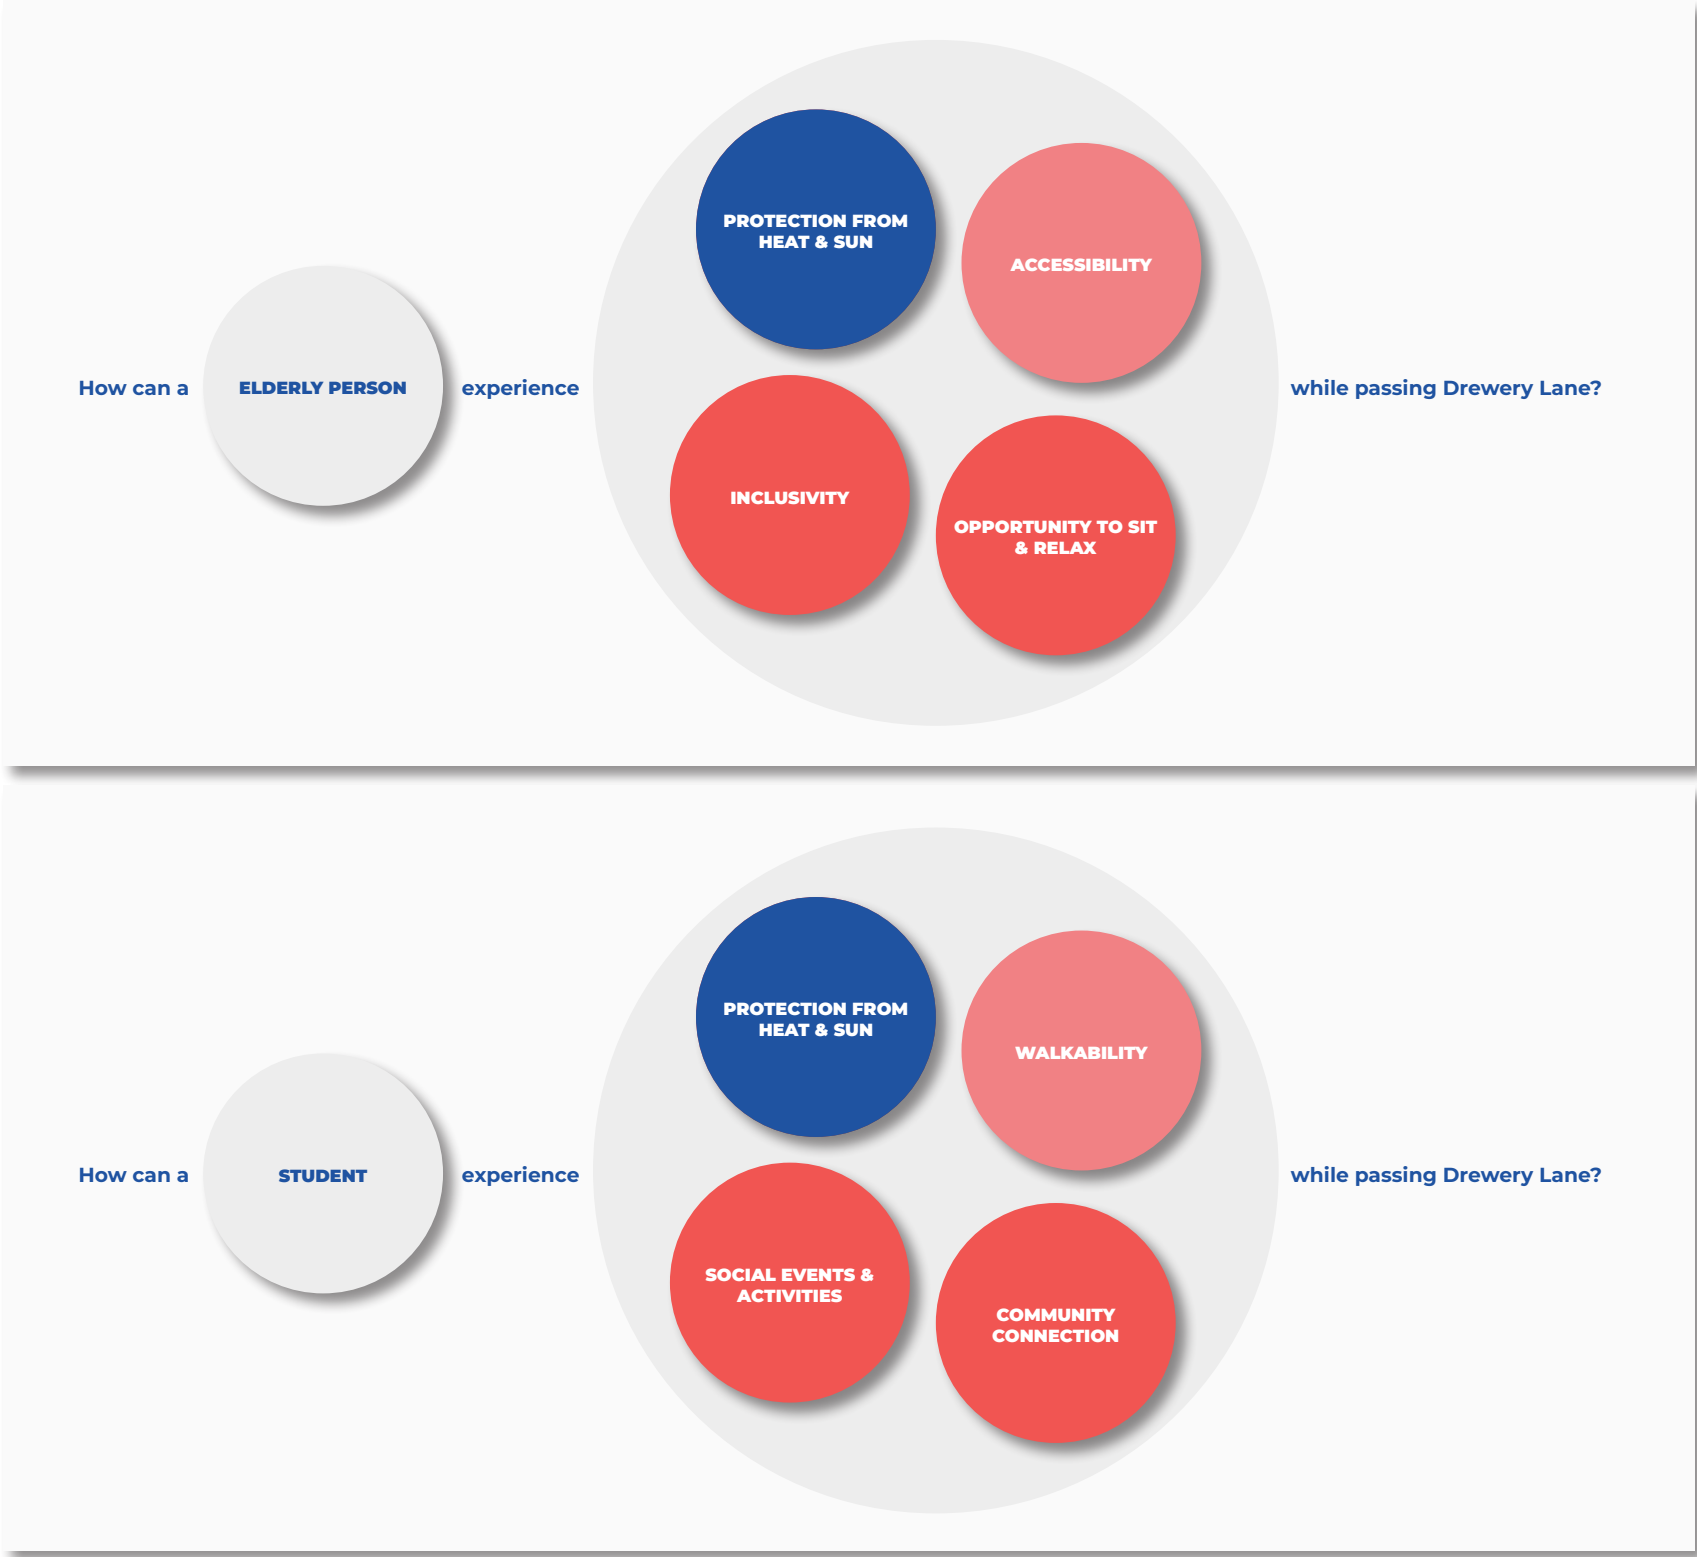 How can a
ELDERLY PERSON
experience
PROTECTION FROM
HEAT & SUN
ACCESSIBILITY
INCLUSIVITY
OPPORTUNITY TO SIT
& RELAX
while passing Drewery Lane?
How can a
STUDENT
experience
PROTECTION FROM
HEAT & SUN
WALKABILITY
SOCIAL EVENTS &
ACTIVITIES
COMMUNITY
CONNECTION
while passing Drewery Lane?